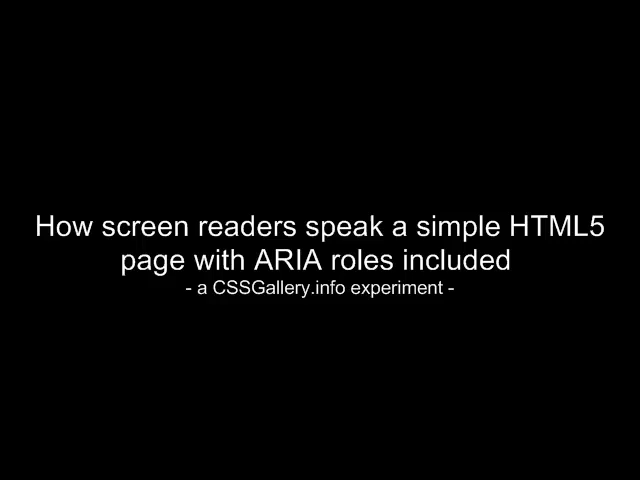 How screen readers speak a simple HTML5
page with ARIA roles included
- a CSSGallery.info experiment -